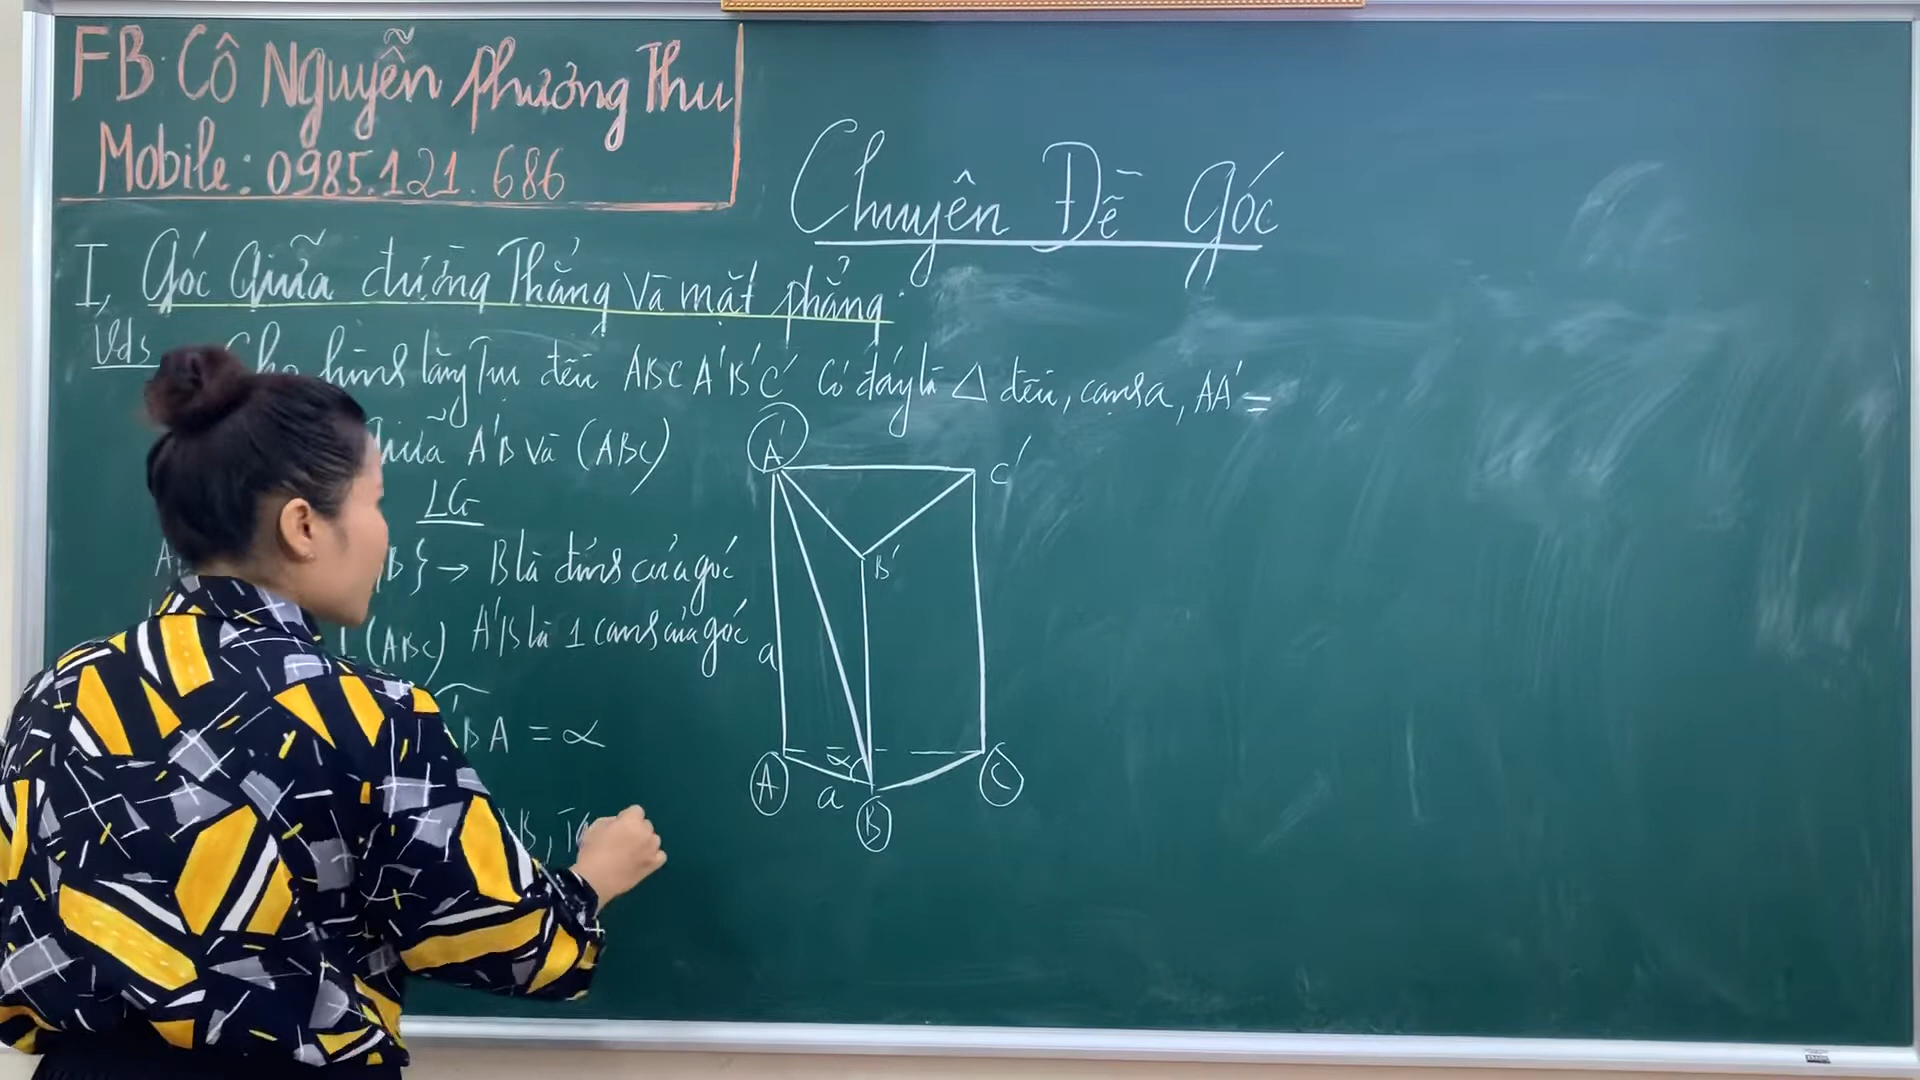 FB: Cô Nguyễn Phương Thu
Mobile: 0985.121.686
Chuyên Đề Góc
I, Góc Giữa đường Thẳng và mặt phẳng
Cho hình lăng Trụ đều ABC A'B'C' Có đáy là Δ đều, cạnh a, AA' =
Giữa A'B và (ABC)
LG
B} → B là đỉnh của góc
(ABC) A'B là 1 cạnh của góc
BA = α
A'
C'
B'
a
α
A
a
B
C